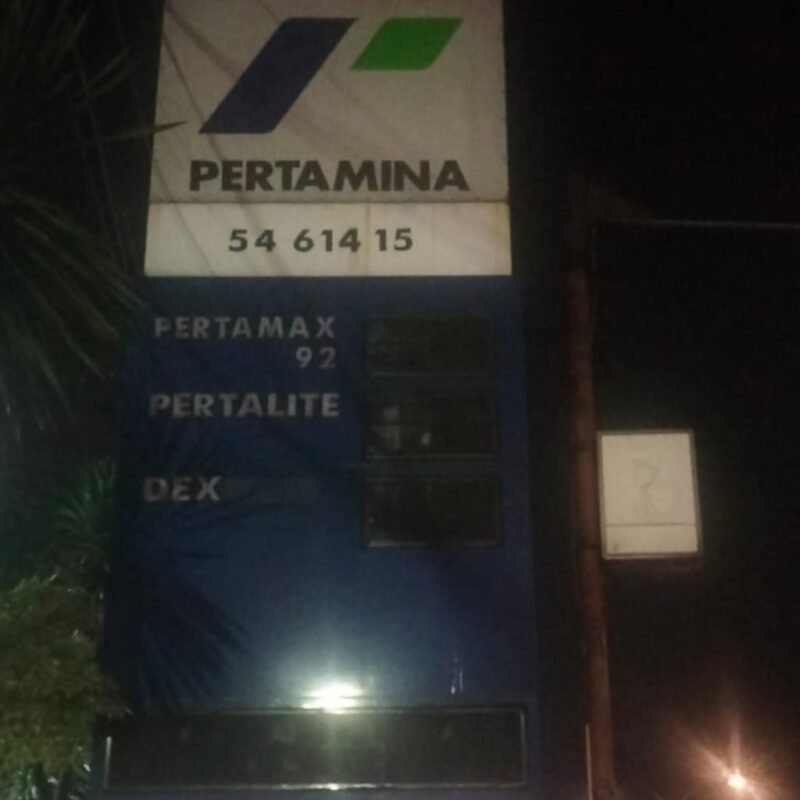 PERTAMINA
54 614 15
PERTAMAX
92
PERTALITE
DEX